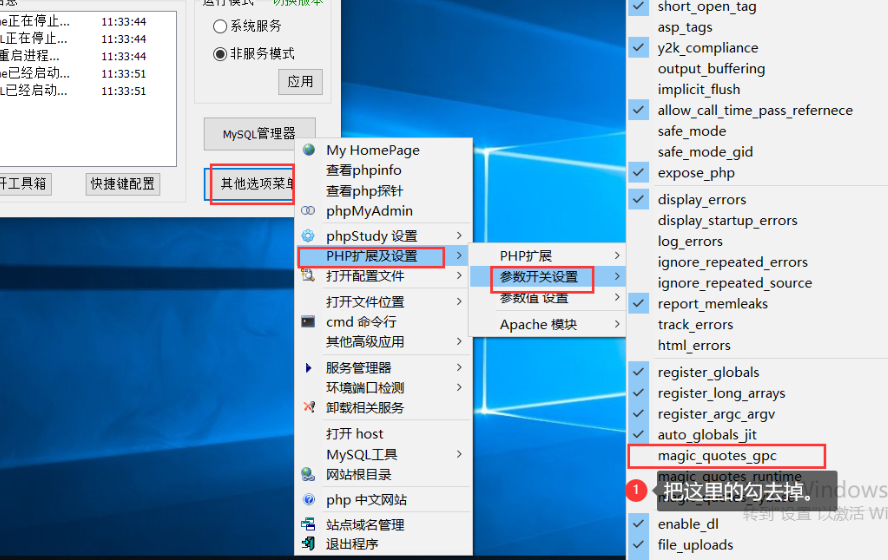 运行模式 切换版本
正在停止... 11:33:44
L正在停止... 11:33:44
重启进程... 11:33:44
已经启动... 11:33:51
L已经启动... 11:33:51
系统服务
非服务模式
应用
MySQL管理器
开工具箱
快捷键配置
其他选项菜单
My HomePage
查看phpinfo
查看php探针
phpMyAdmin
phpStudy 设置
PHP扩展及设置
打开配置文件
打开文件位置
cmd 命令行
其他高级应用
服务管理器
环境端口检测
卸载相关服务
打开 host
MySQL工具
网站根目录
php 中文网站
站点域名管理
退出程序
PHP扩展
参数开关设置
参数值 设置
Apache 模块
short_open_tag
asp_tags
y2k_compliance
output_buffering
implicit_flush
allow_call_time_pass_refernece
safe_mode
safe_mode_gid
expose_php
display_errors
display_startup_errors
log_errors
ignore_repeated_errors
ignore_repeated_source
report_memleaks
track_errors
html_errors
register_globals
register_long_arrays
register_argc_argv
auto_globals_jit
magic_quotes_gpc
magic_quotes_runtime
1 把这里的勾去掉。
Windows
转到"设置"以激活 Wi
enable_dl
file_uploads